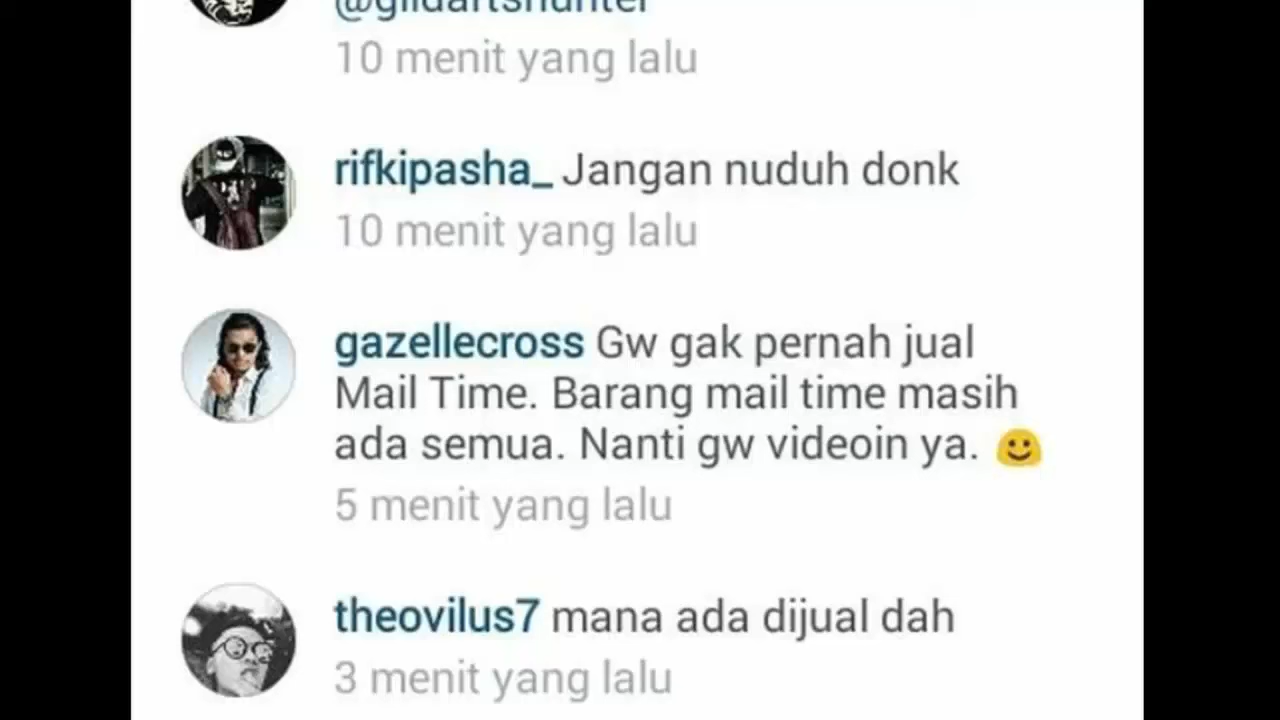 @gildartshunter
10 menit yang lalu
rifkipasha_ Jangan nuduh donk
10 menit yang lalu
gazellecross Gw gak pernah jual
Mail Time. Barang mail time masih
ada semua. Nanti gw videoin ya. 😃
5 menit yang lalu
theovilus7 mana ada dijual dah
3 menit yang lalu